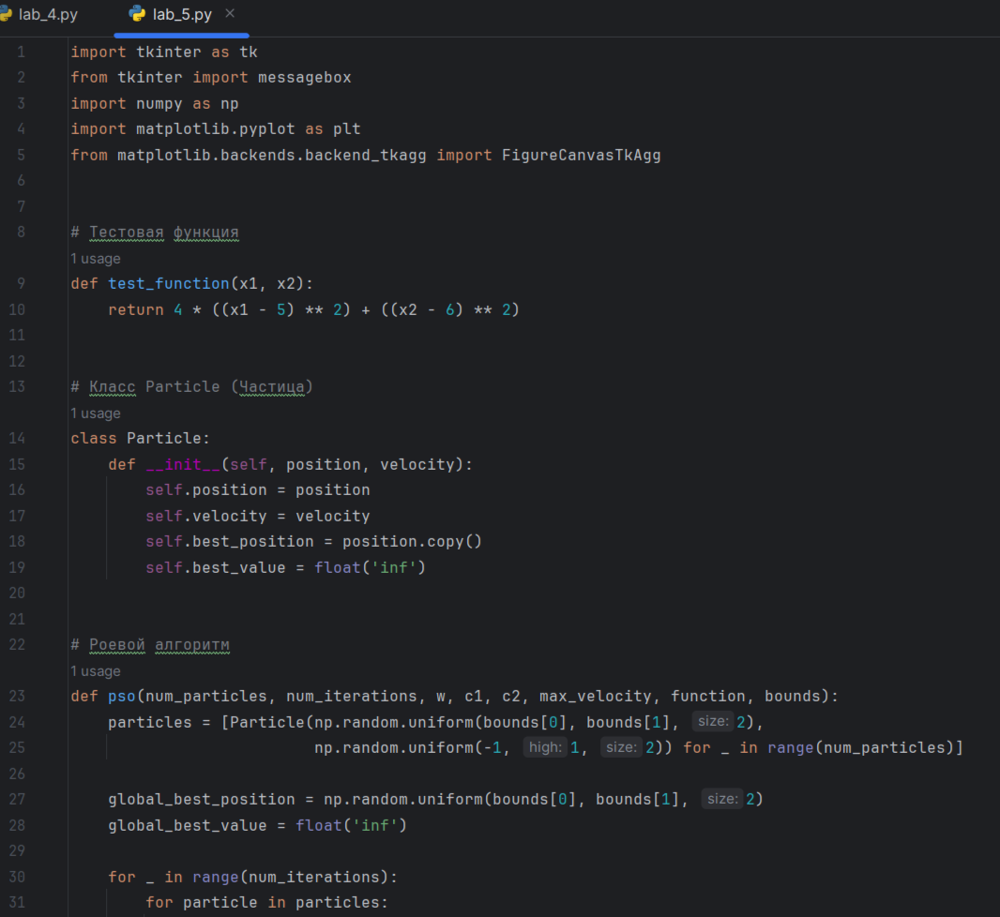 lab_4.py lab_5.py ×
1 import tkinter as tk
2 from tkinter import messagebox
3 import numpy as np
4 import matplotlib.pyplot as plt
5 from matplotlib.backends.backend_tkagg import FigureCanvasTkAgg
6
7
8 # Тестовая функция
1 usage
9 def test_function(x1, x2):
10     return 4 * ((x1 - 5) ** 2) + ((x2 - 6) ** 2)
11
12
13 # Класс Particle (Частица)
1 usage
14 class Particle:
15     def __init__(self, position, velocity):
16         self.position = position
17         self.velocity = velocity
18         self.best_position = position.copy()
19         self.best_value = float('inf')
20
21
22 # Роевой алгоритм
1 usage
23 def pso(num_particles, num_iterations, w, c1, c2, max_velocity, function, bounds):
24     particles = [Particle(np.random.uniform(bounds[0], bounds[1], size: 2),
25                           np.random.uniform(-1, high: 1, size: 2)) for _ in range(num_particles)]
26
27     global_best_position = np.random.uniform(bounds[0], bounds[1], size: 2)
28     global_best_value = float('inf')
29
30     for _ in range(num_iterations):
31         for particle in particles: